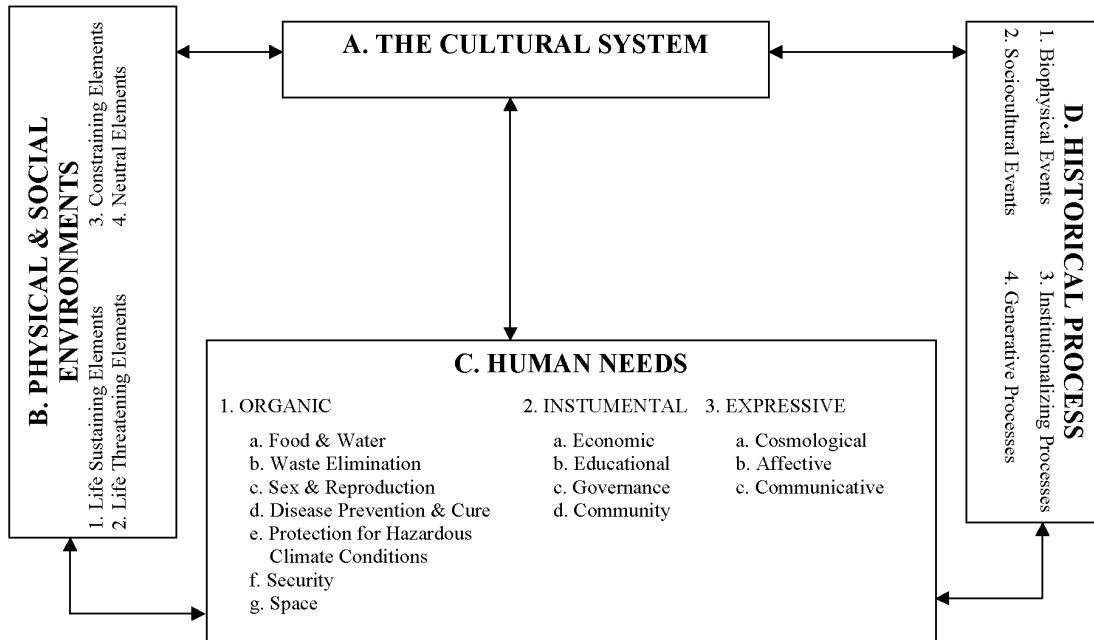 A. THE CULTURAL SYSTEM
B. PHYSICAL & SOCIAL
ENVIRONMENTS
1. Life Sustaining Elements
2. Life Threatening Elements
3. Constraining Elements
4. Neutral Elements
C. HUMAN NEEDS
1. ORGANIC
a. Food & Water
b. Waste Elimination
c. Sex & Reproduction
d. Disease Prevention & Cure
e. Protection for Hazardous
Climate Conditions
f. Security
g. Space
2. INSTUMENTAL
a. Economic
b. Educational
c. Governance
d. Community
3. EXPRESSIVE
a. Cosmological
b. Affective
c. Communicative
D. HISTORICAL PROCESS
1. Biophysical Events
2. Sociocultural Events
3. Institutionalizing Processes
4. Generative Processes